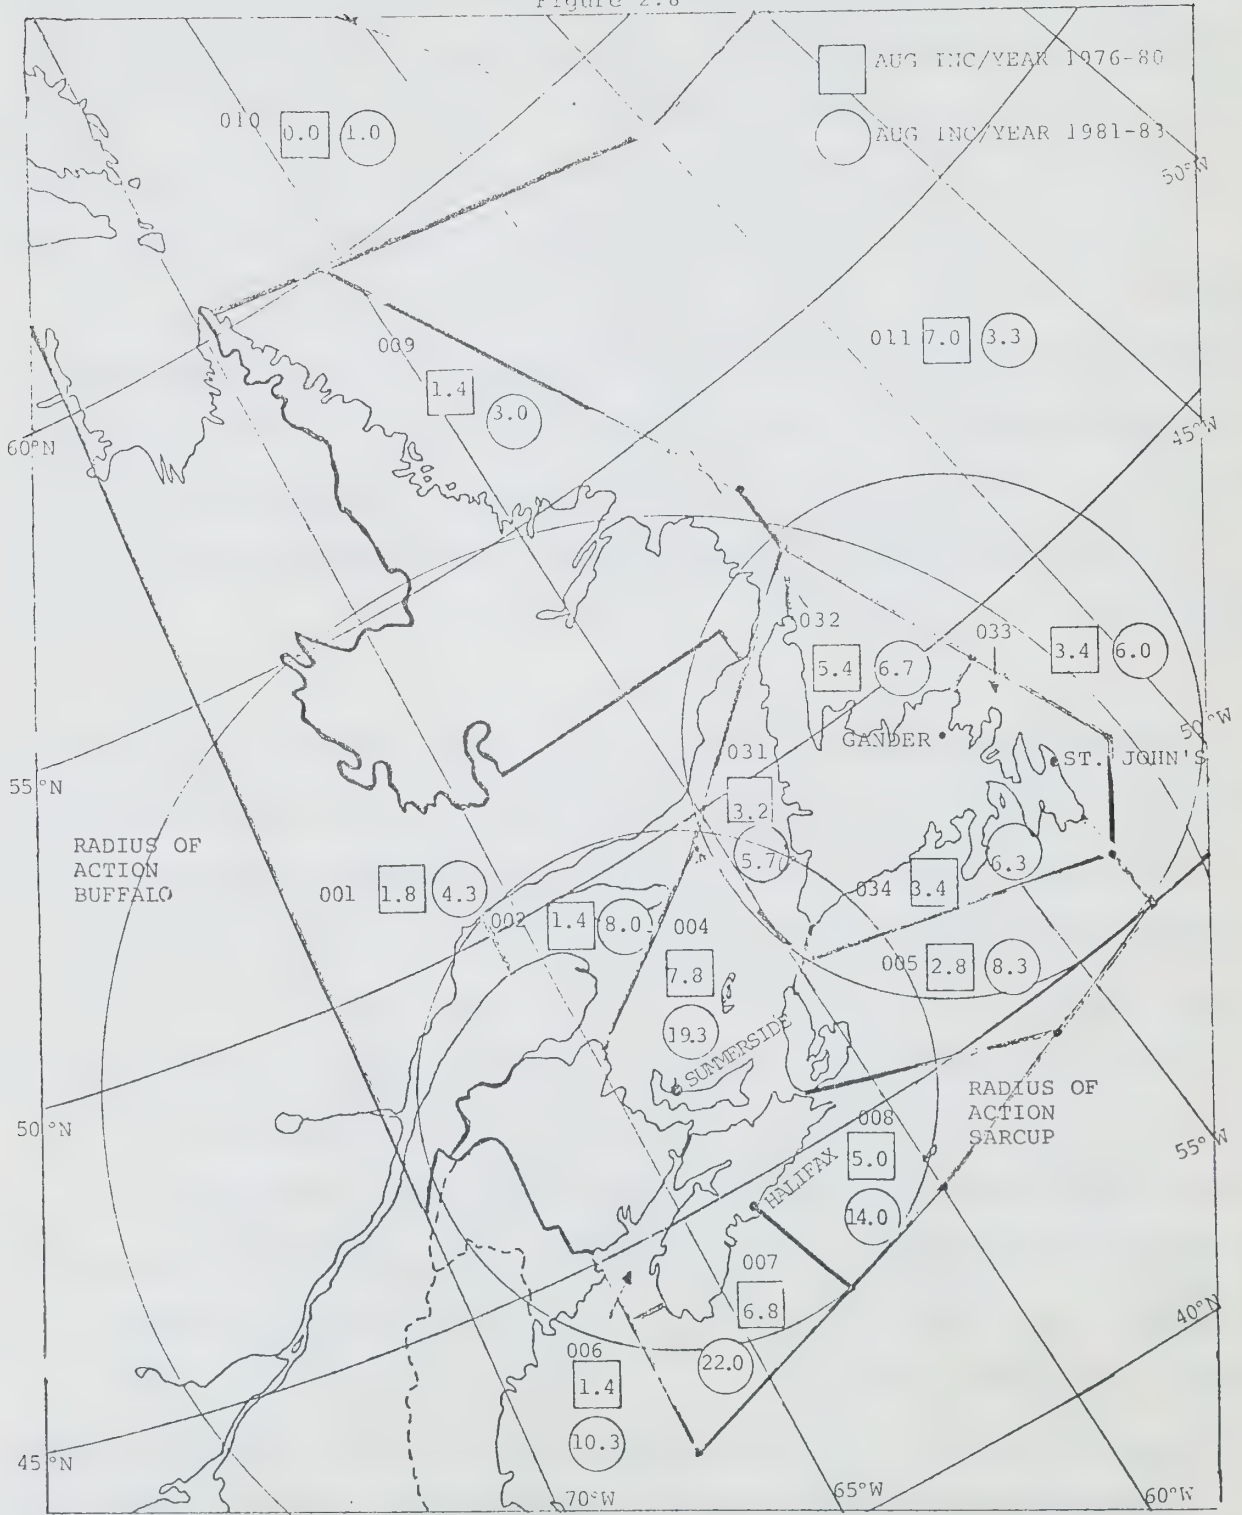 Figure 2.8
AUG INC/YEAR 1976-80
AUG INC/YEAR 1981-83
010 0.0 1.0
50°W
011 7.0 3.3
009
1.4
3.0
45°W
60°N
032
033
5.4 6.7
3.4 6.0
50°W
GANDER
031
ST. JOHN'S
55°N
3.2
5.7
6.3
RADIUS OF
ACTION
BUFFALO
001 1.8 4.3
034 3.4
002 1.4 8.0
004
7.8
005 2.8 8.3
19.3
SUMMERSIDE
RADIUS OF
ACTION
SARCUP
50°N
008
5.0
55°W
HALIFAX
14.0
007
6.8
40°N
006
22.0
1.4
10.3
45°N
70°W
65°W
60°W